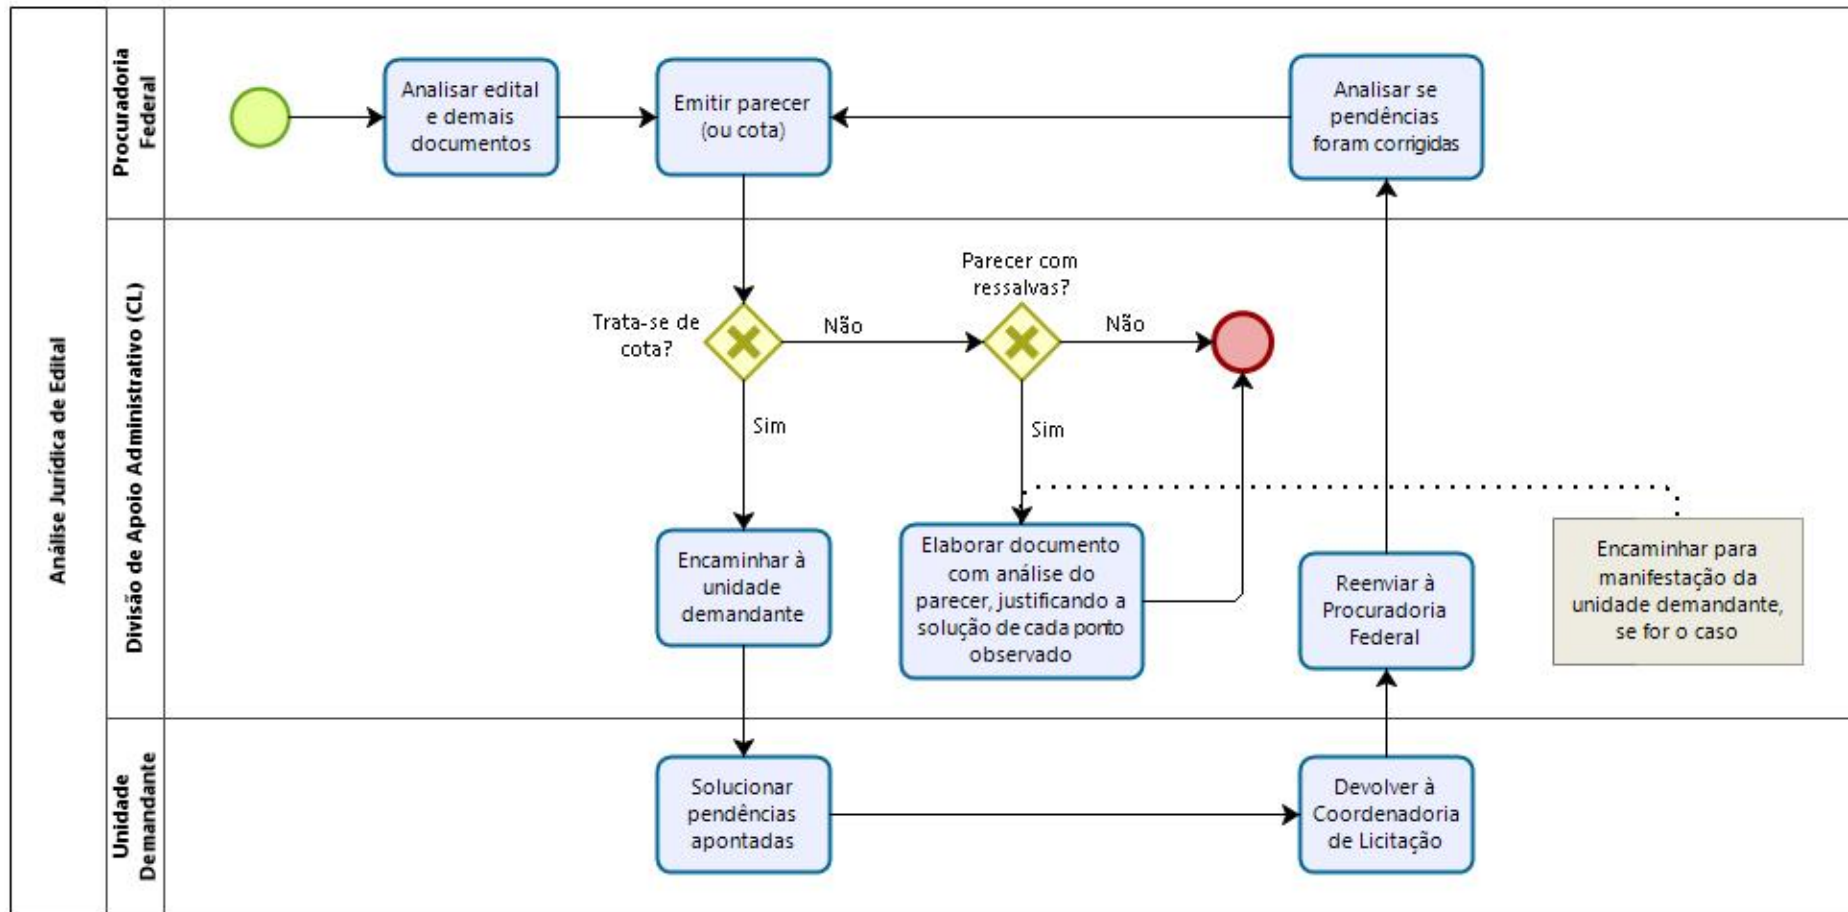 Análise Jurídica de Edital
Procuradoria
Federal
Analisar edital
e demais
documentos
Emitir parecer
(ou cota)
Analisar se
pendências
foram corrigidas
Divisão de Apoio Administrativo (CL)
Trata-se de
cota?
Não
Sim
Parecer com
ressalvas?
Não
Sim
Encaminhar à
unidade
demandante
Elaborar documento
com análise do
parecer, justificando a
solução de cada ponto
observado
Reenviar à
Procuradoria
Federal
Encaminhar para
manifestação da
unidade demandante,
se for o caso
Unidade
Demandante
Solucionar
pendências
apontadas
Devolver à
Coordenadoria
de Licitação